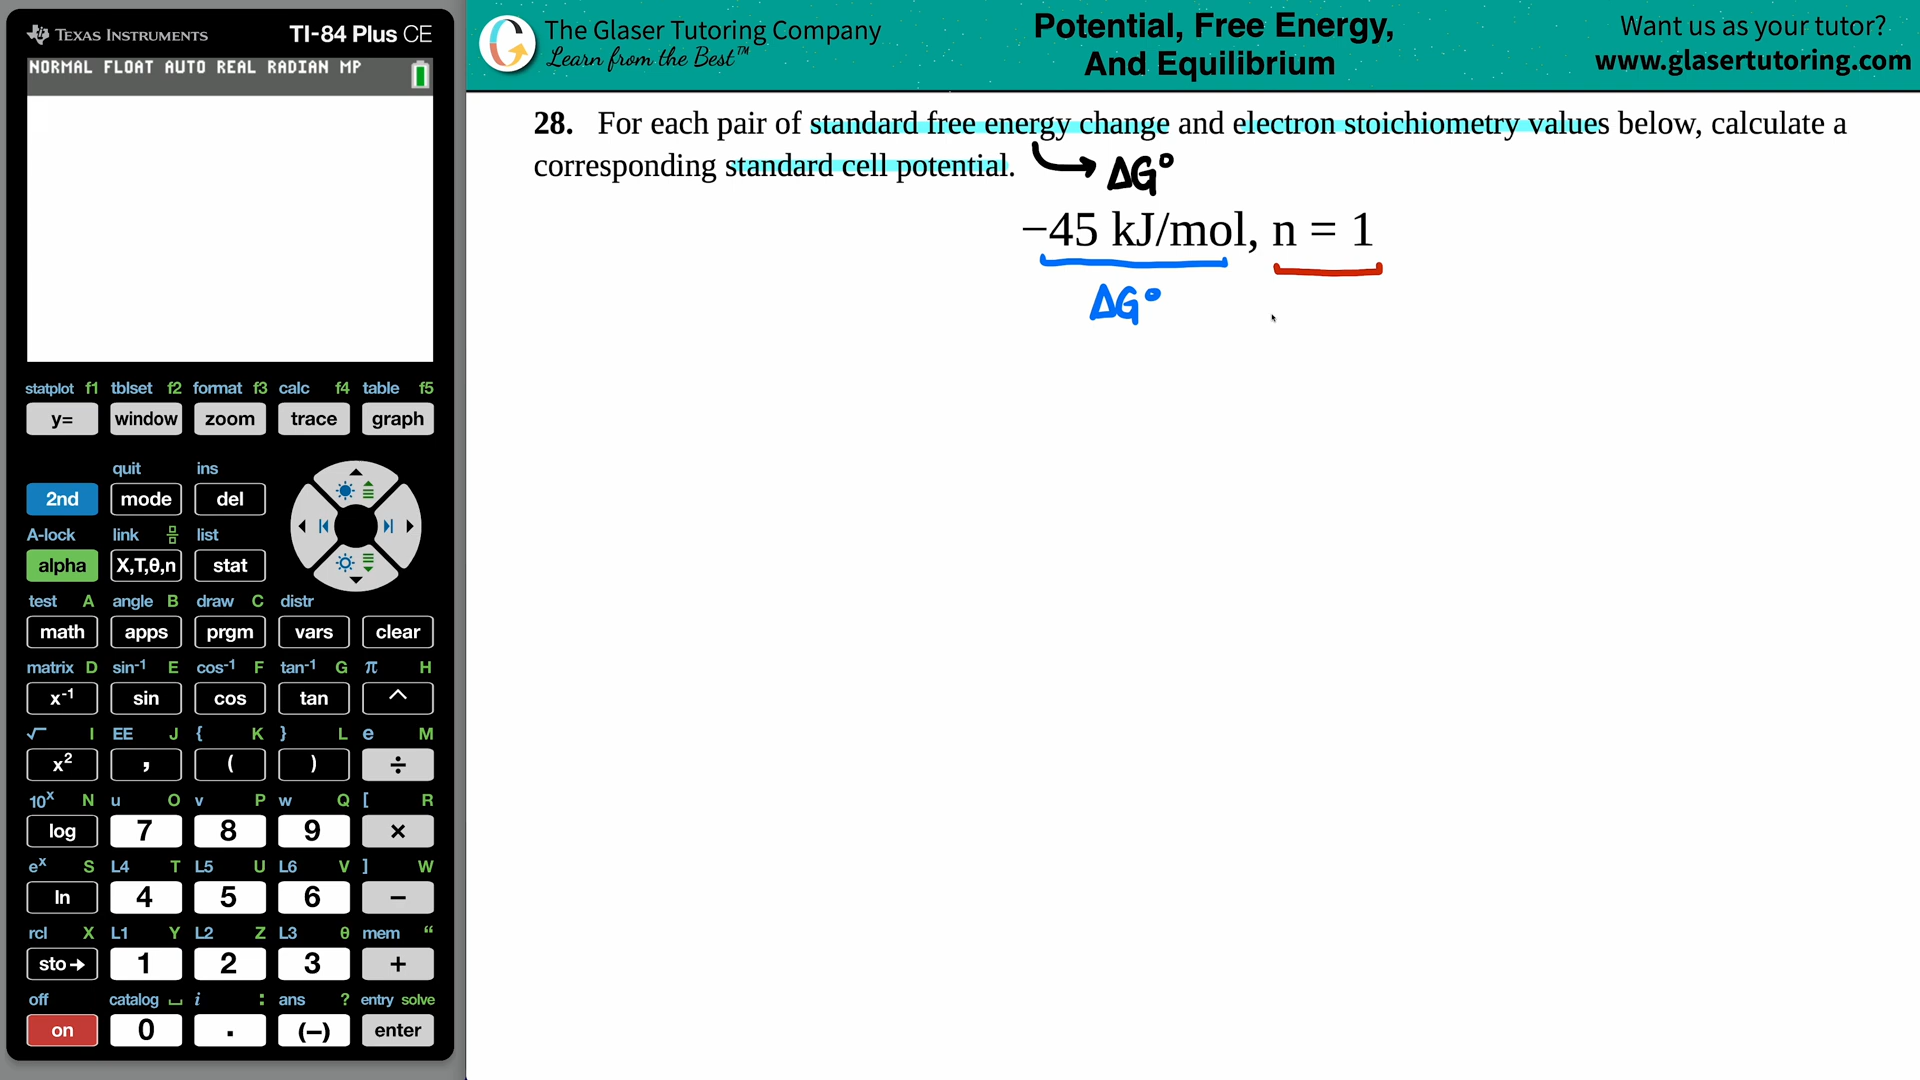 TEXAS INSTRUMENTS TI-84 Plus CE
NORMAL FLOAT AUTO REAL RADIAN MP
statplot f1 tblset f2 format f3 calc f4 table f5
y= window zoom trace graph
quit ins
2nd mode del
A-lock link list
alpha X,T,θ,n stat
test A angle B draw C distr
math apps prgm vars clear
matrix D sin⁻¹ E cos⁻¹ F tan⁻¹ G π H
x⁻¹ sin cos tan ^
√ I EE J { K } L e M
x² , ( ) ÷
10ˣ N u O v P w Q [ R
log 7 8 9 ×
eˣ S L4 T L5 U L6 V ] W
ln 4 5 6 −
rcl X L1 Y L2 Z L3 θ mem “
sto→ 1 2 3 +
off catalog ⎵ i : ans ? entry solve
on 0 . (−) enter
The Glaser Tutoring Company
Learn from the Best™
Potential, Free Energy,
And Equilibrium
Want us as your tutor?
www.glasertutoring.com
28. For each pair of standard free energy change and electron stoichiometry values below, calculate a
corresponding standard cell potential.
ΔG°
−45 kJ/mol, n = 1
ΔG°